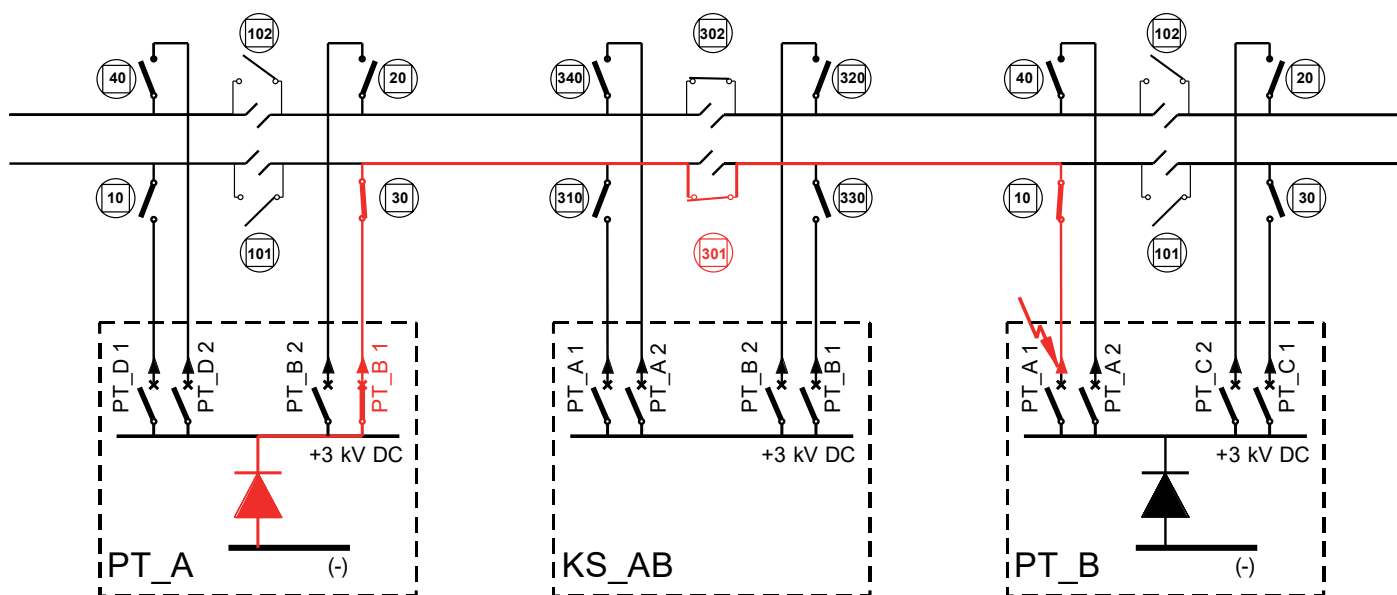 102
302
102
40
20
340
320
40
20
10
30
310
330
10
30
101
301
101
PT_D 1
PT_D 2
PT_B 2
PT_B 1
PT_A 1
PT_A 2
PT_B 2
PT_B 1
PT_A 1
PT_A 2
PT_C 2
PT_C 1
+3 kV DC
+3 kV DC
+3 kV DC
PT_A
(-)
KS_AB
PT_B
(-)